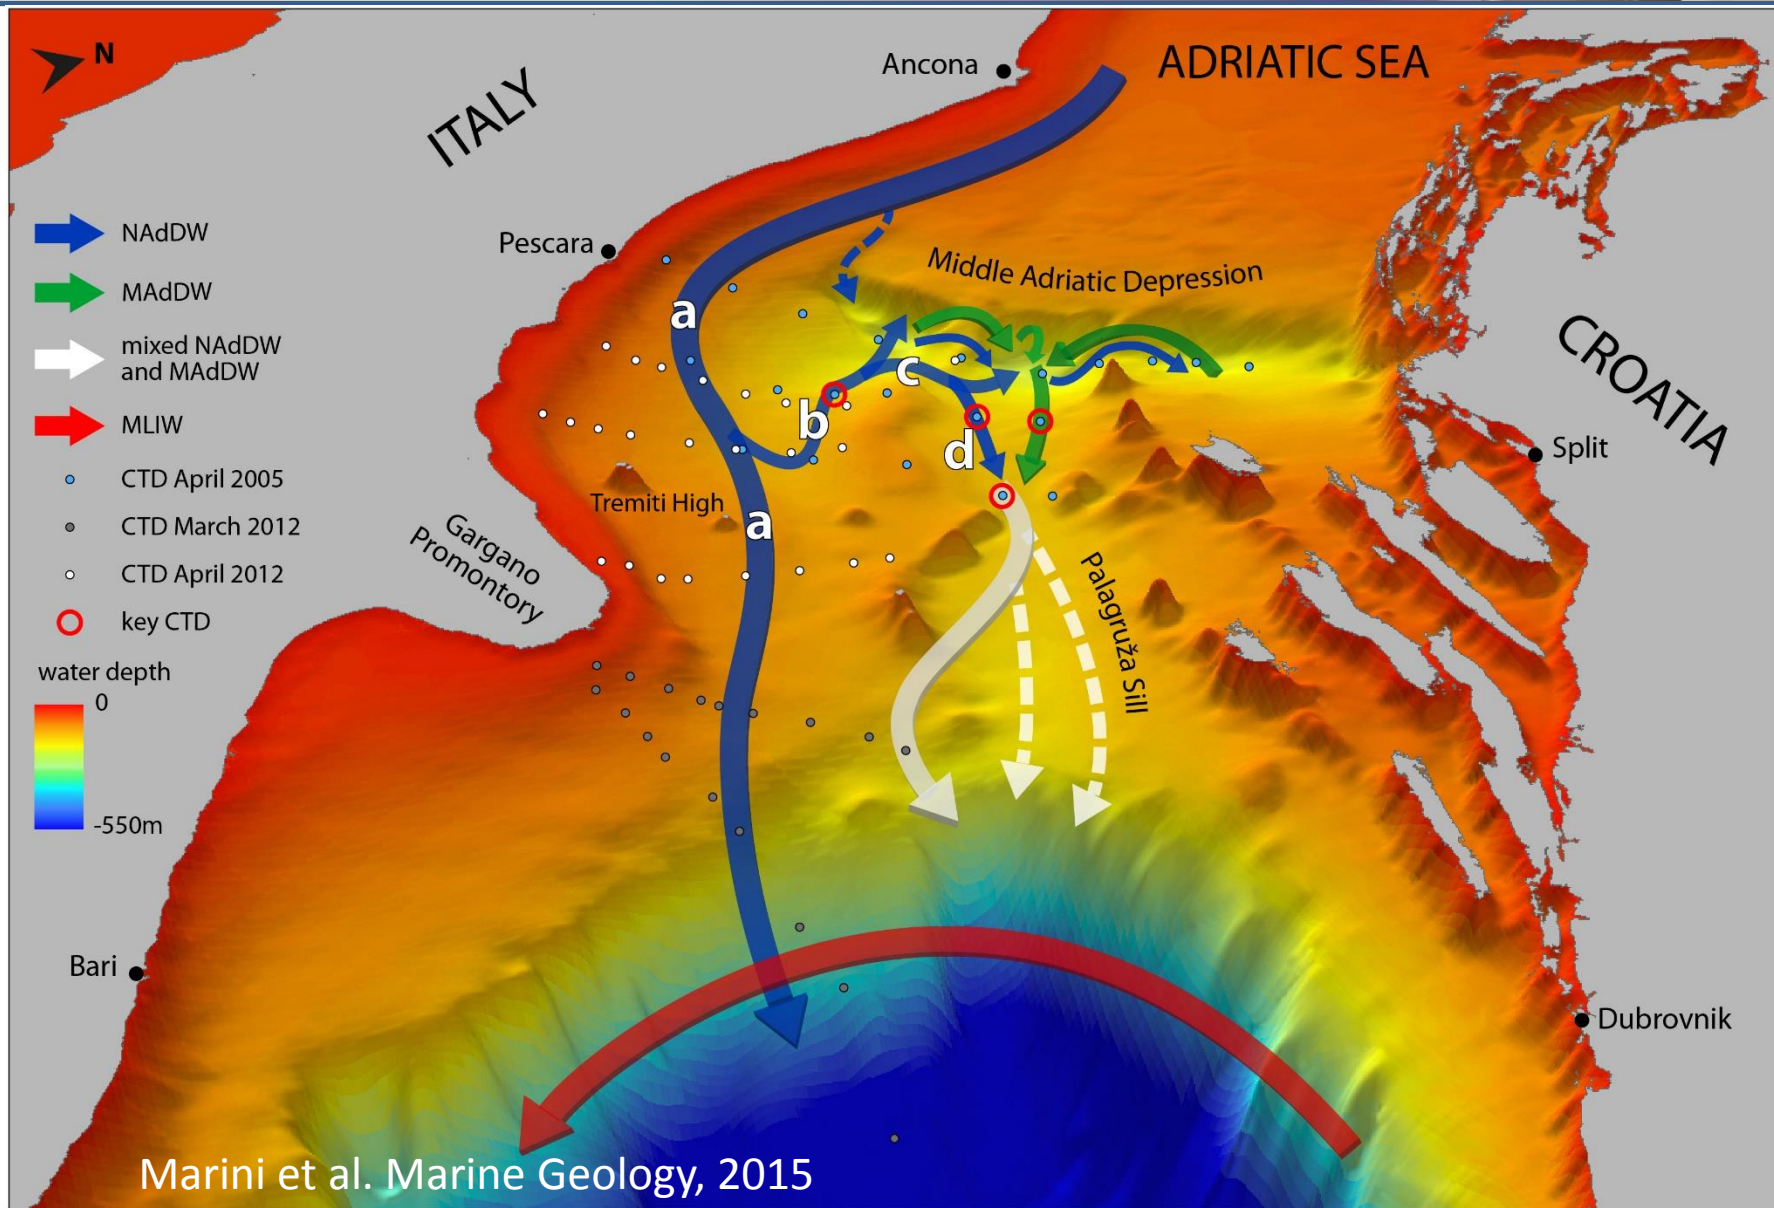 N
ITALY
Ancona
ADRIATIC SEA
NAdDW
MAdDW
mixed NAdDW
and MAdDW
MLIW
CTD April 2005
CTD March 2012
CTD April 2012
key CTD
water depth
0
-550m
Pescara
Middle Adriatic Depression
CROATIA
a
b
c
d
?
Split
Tremiti High
a
Gargano
Promontory
Palagruža Sill
Bari
Dubrovnik
Marini et al. Marine Geology, 2015